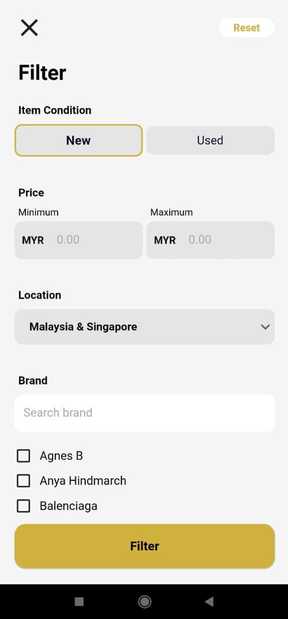 Reset
Filter
Item Condition
New
Used
Price
Minimum
Maximum
MYR 0.00
MYR 0.00
Location
Malaysia & Singapore
Brand
Search brand
Agnes B
Anya Hindmarch
Balenciaga
Filter